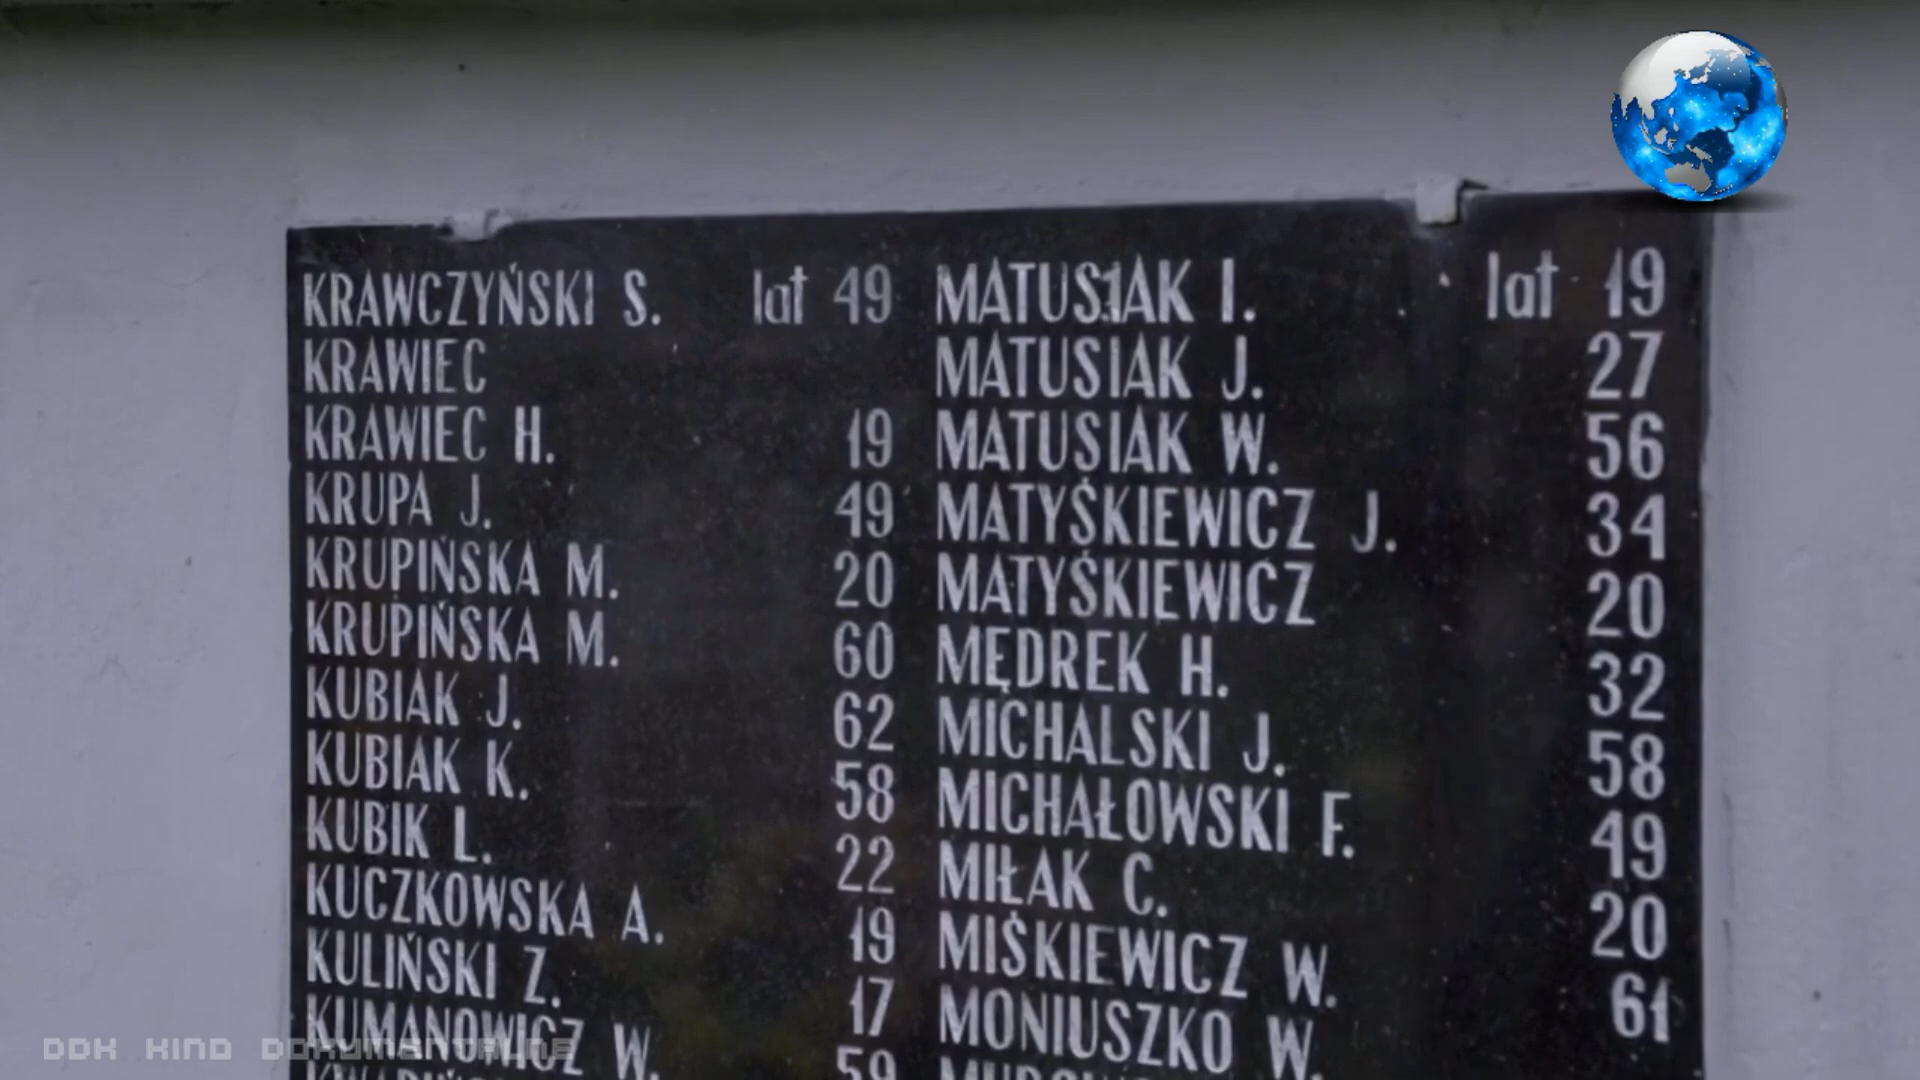 KRAWCZYŃSKI S. lat 49
KRAWIEC
KRAWIEC H. 19
KRUPA J. 49
KRUPIŃSKA M. 20
KRUPIŃSKA M. 60
KUBIAK J. 62
KUBIAK K. 58
KUBIK L. 22
KUCZKOWSKA A. 19
KULIŃSKI Z. 17
KUMANOWICZ W. 59
MATUSIAK I. lat 19
MATUSIAK J. 27
MATUSIAK W. 56
MATYŚKIEWICZ J. 34
MATYŚKIEWICZ 20
MĘDREK H. 32
MICHALSKI J. 58
MICHAŁOWSKI F. 49
MIŁAK C. 20
MIŚKIEWICZ W. 61
MONIUSZKO W.
DDK KINO DOKUMENTALNE